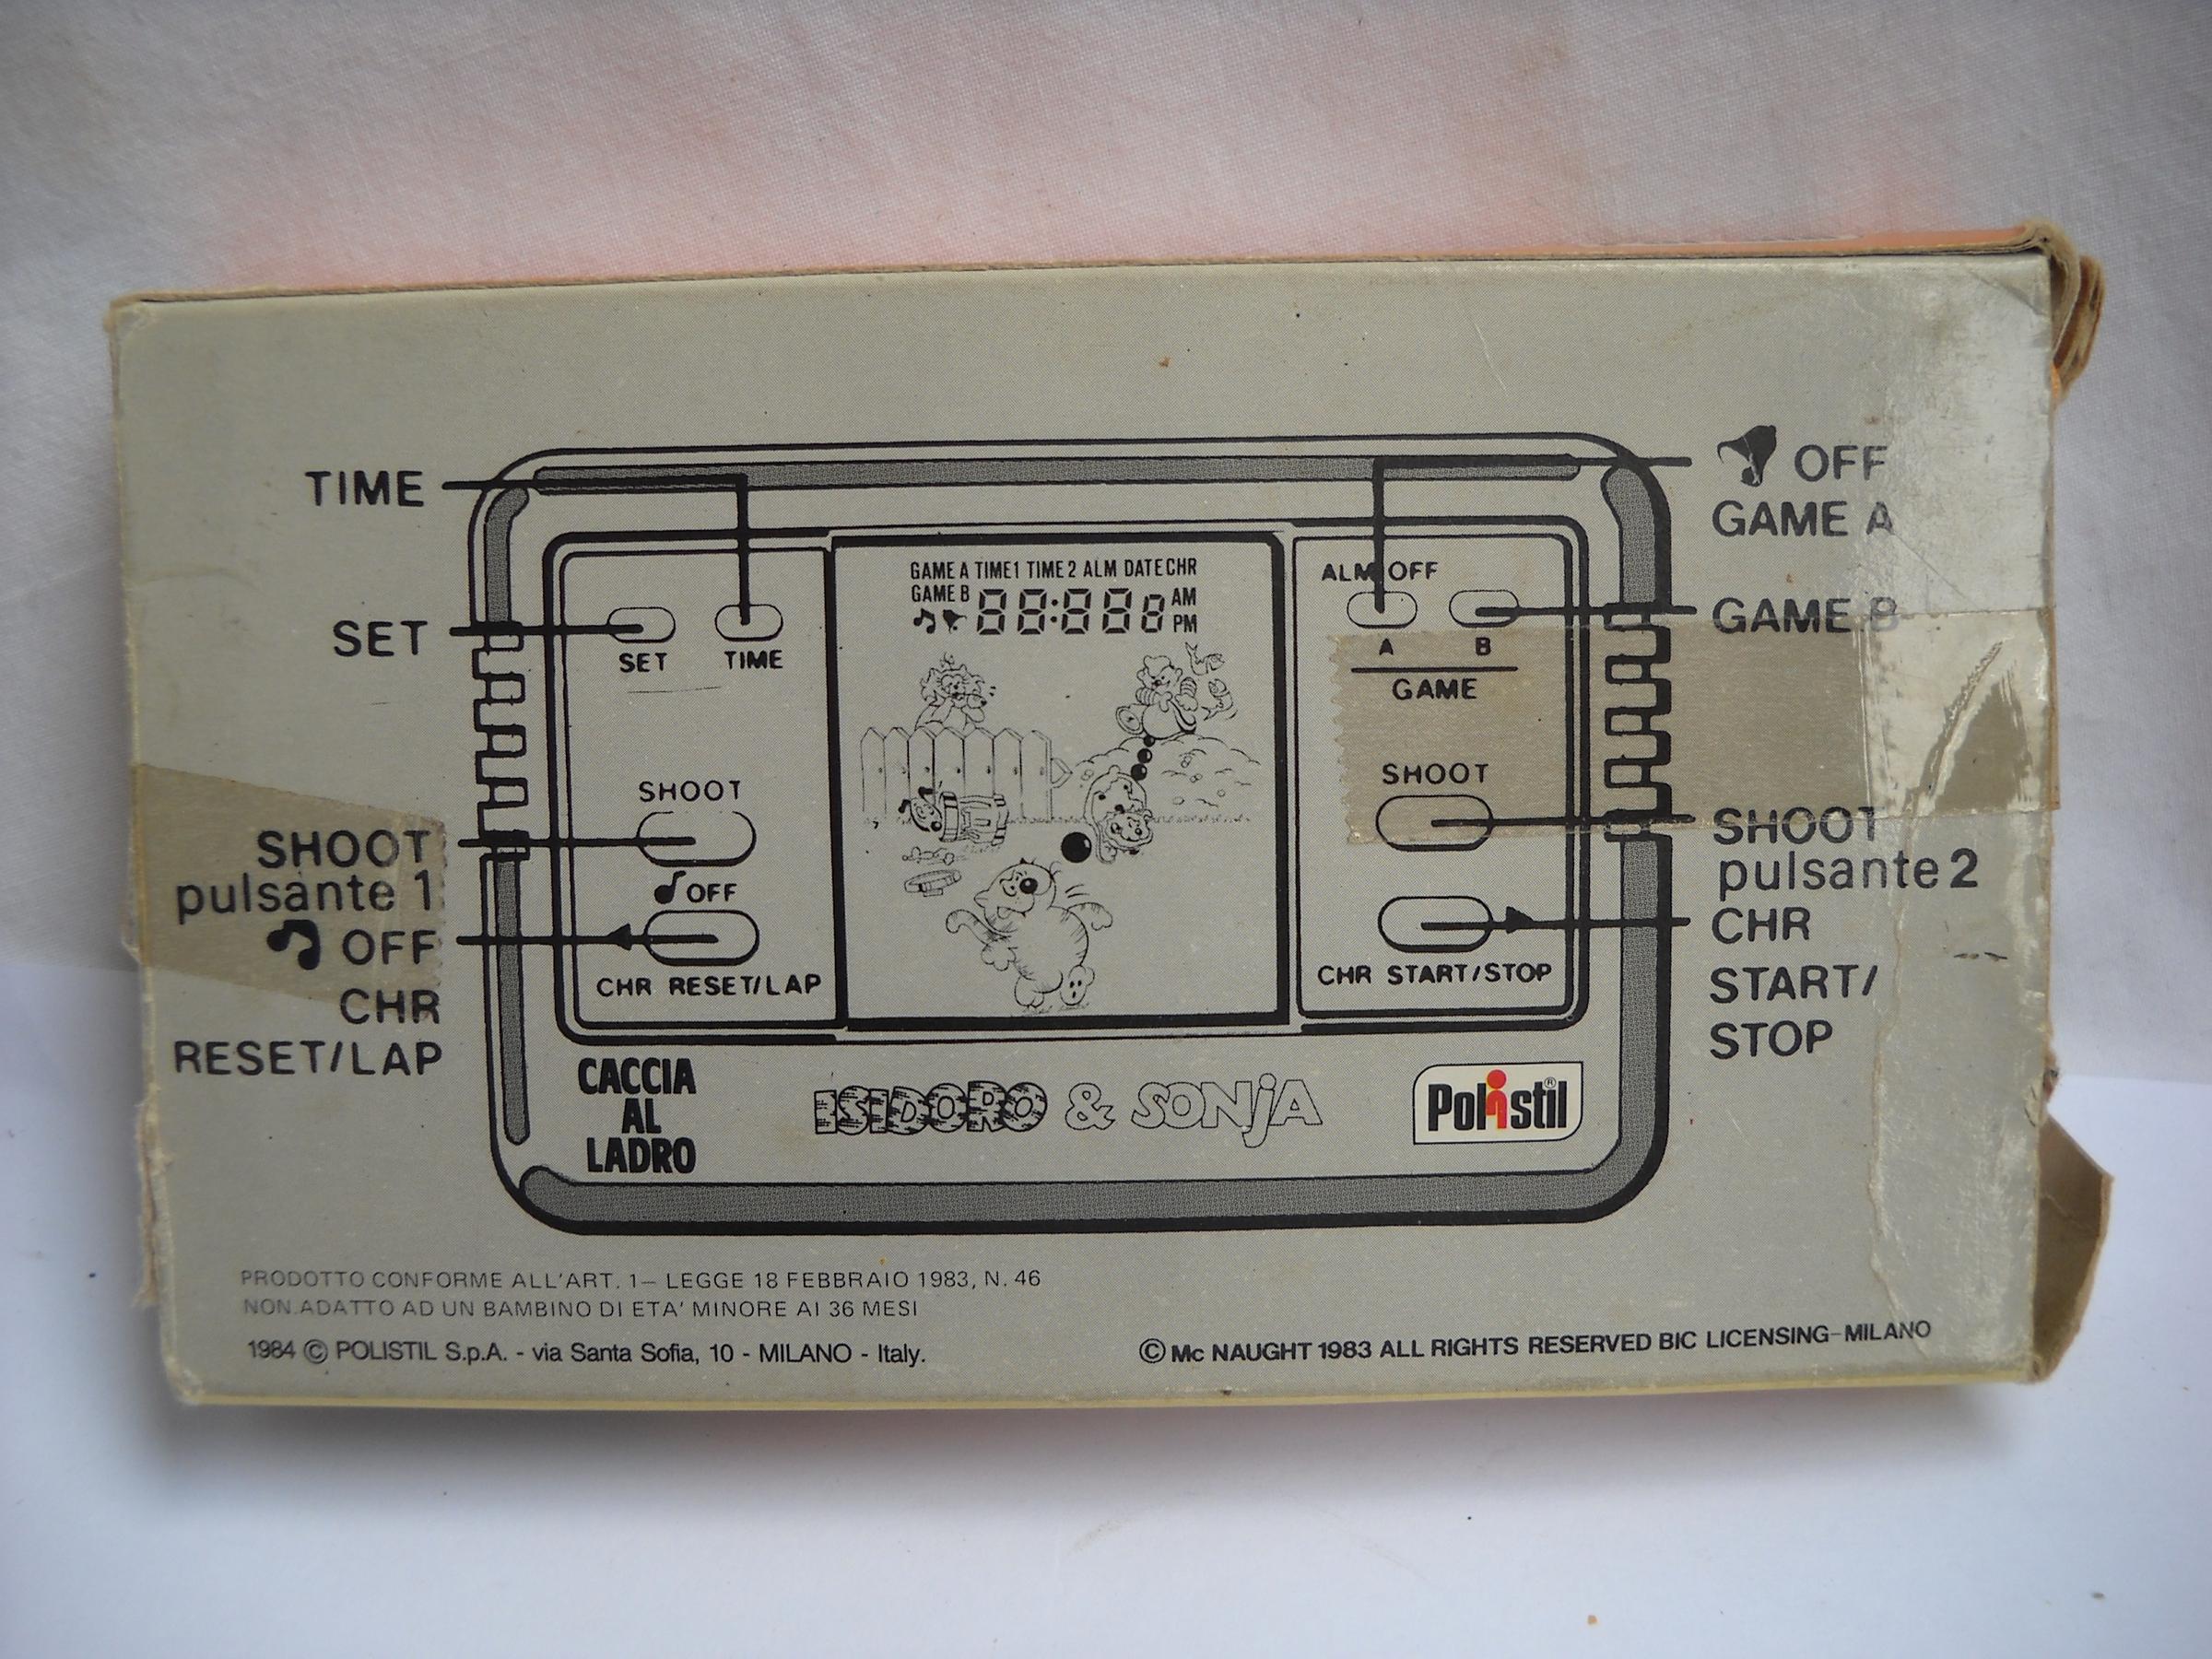 TIME
SET
SHOOT
pulsante 1
♪ OFF
CHR
RESET/LAP
SET
TIME
SHOOT
♪OFF
CHR RESET/LAP
GAME A TIME1 TIME2 ALM DATE CHR
GAME B 88:88 8 AM
PM
ALM OFF
A B
GAME
SHOOT
CHR START/STOP
OFF
GAME A
GAME B
SHOOT
pulsante 2
CHR
START/
STOP
CACCIA
AL
LADRO
ISIDORO & SONJA
Polistil®
PRODOTTO CONFORME ALL'ART. 1— LEGGE 18 FEBBRAIO 1983, N. 46
NON ADATTO AD UN BAMBINO DI ETA' MINORE AI 36 MESI
1984 © POLISTIL S.p.A. - via Santa Sofia, 10 - MILANO - Italy.
© Mc NAUGHT 1983 ALL RIGHTS RESERVED BIC LICENSING-MILANO